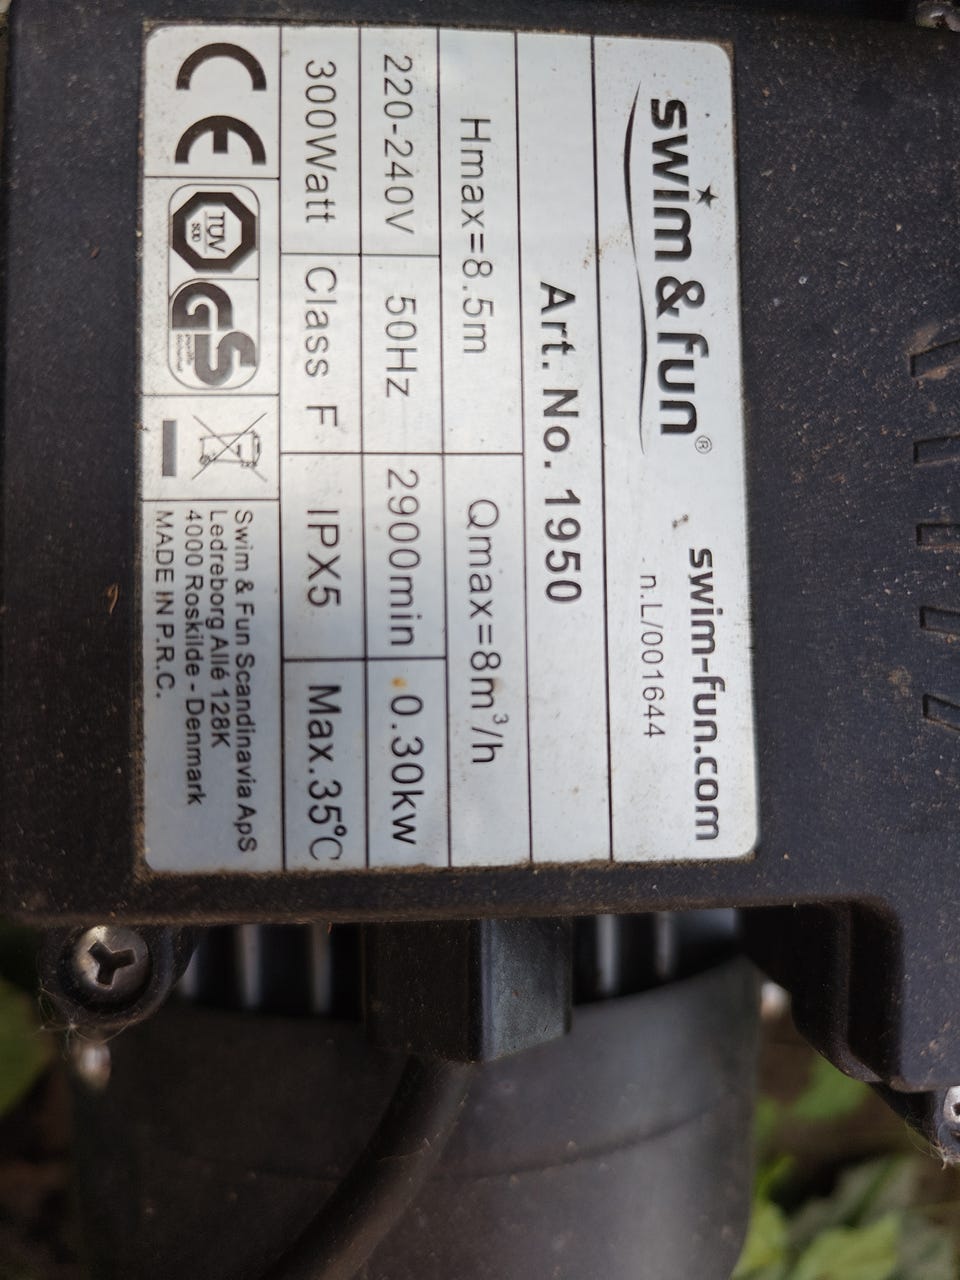 swim & fun®
swim-fun.com
n.L/001644
Art. No. 1950
Hmax=8.5m Qmax=8m³/h
220-240V 50Hz 2900min 0.30kw
300Watt Class F IPX5 Max.35℃
CE
TÜV
SÜD
GS
Swim & Fun Scandinavia ApS
Ledreborg Allé 128K
4000 Roskilde - Denmark
MADE IN P.R.C.